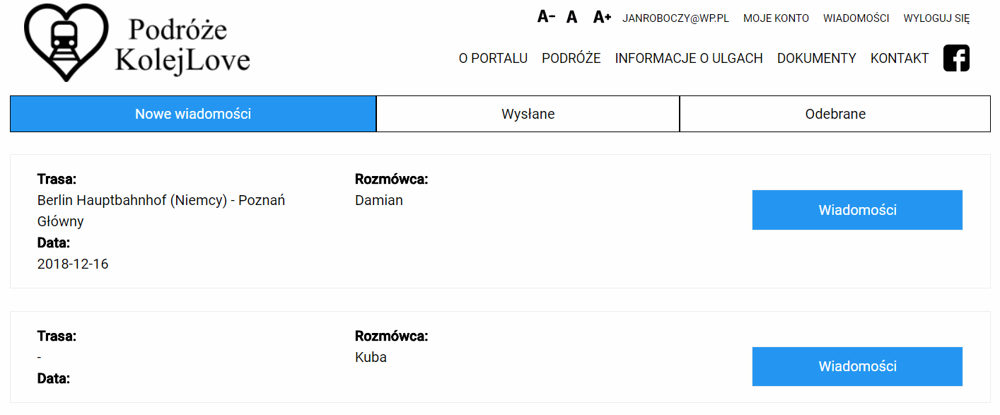 Podróże
KolejLove
A- A A+ JANROBOCZY@WP.PL MOJE KONTO WIADOMOŚCI WYLOGUJ SIĘ
O PORTALU PODRÓŻE INFORMACJE O ULGACH DOKUMENTY KONTAKT f
Nowe wiadomości Wysłane Odebrane
Trasa: Rozmówca:
Berlin Hauptbahnhof (Niemcy) - Poznań Damian
Główny
Wiadomości
Data:
2018-12-16
Trasa: Rozmówca:
- Kuba
Wiadomości
Data: